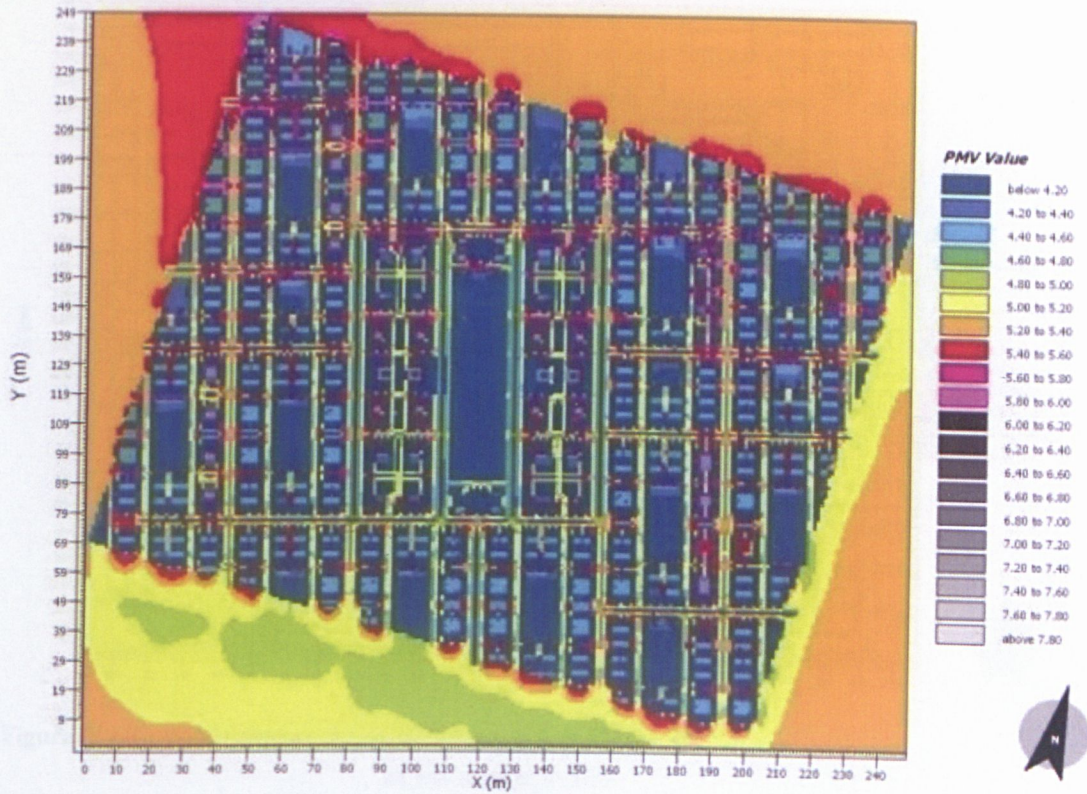 249
239
229
219
209
199
189
179
169
159
149
139
129
119
109
99
89
79
69
59
49
39
29
19
9
Y (m)
0 10 20 30 40 50 60 70 80 90 100 110 120 130 140 150 160 170 180 190 200 210 220 230 240
X (m)
PMV Value
below 4.20
4.20 to 4.40
4.40 to 4.60
4.60 to 4.80
4.80 to 5.00
5.00 to 5.20
5.20 to 5.40
5.40 to 5.60
5.60 to 5.80
5.80 to 6.00
6.00 to 6.20
6.20 to 6.40
6.40 to 6.60
6.60 to 6.80
6.80 to 7.00
7.00 to 7.20
7.20 to 7.40
7.40 to 7.60
7.60 to 7.80
above 7.80
N